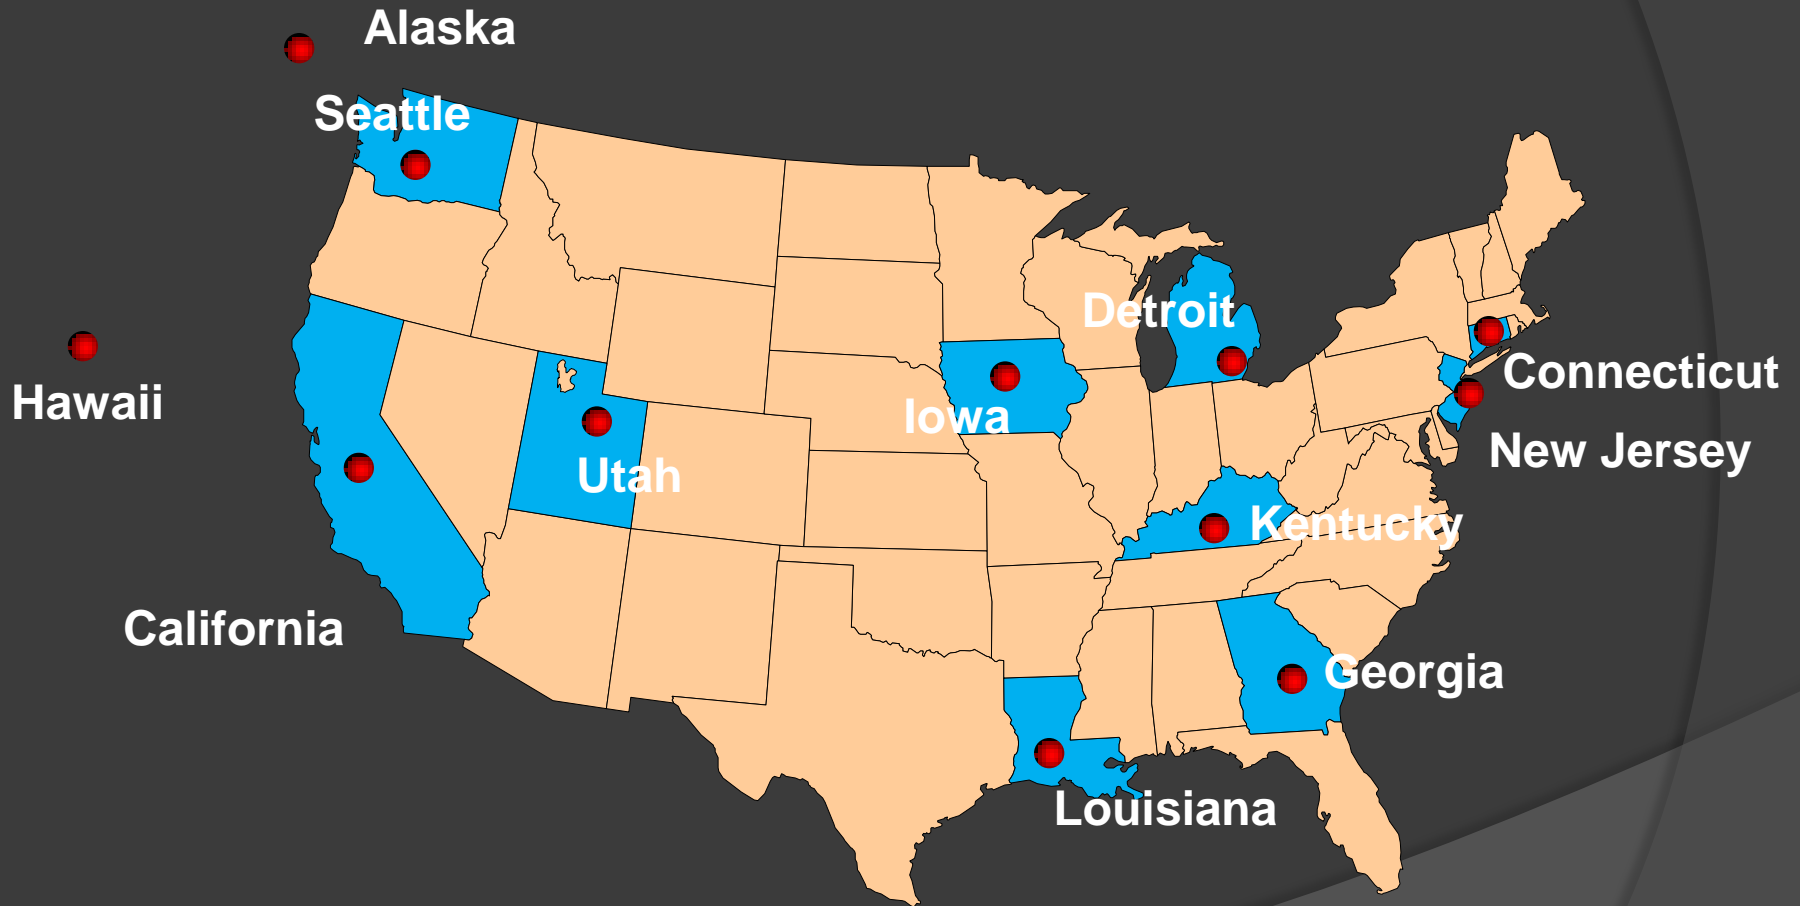 Alaska
Seattle
Detroit
Connecticut
Hawaii
Iowa
New Jersey
Utah
Kentucky
California
Georgia
Louisiana